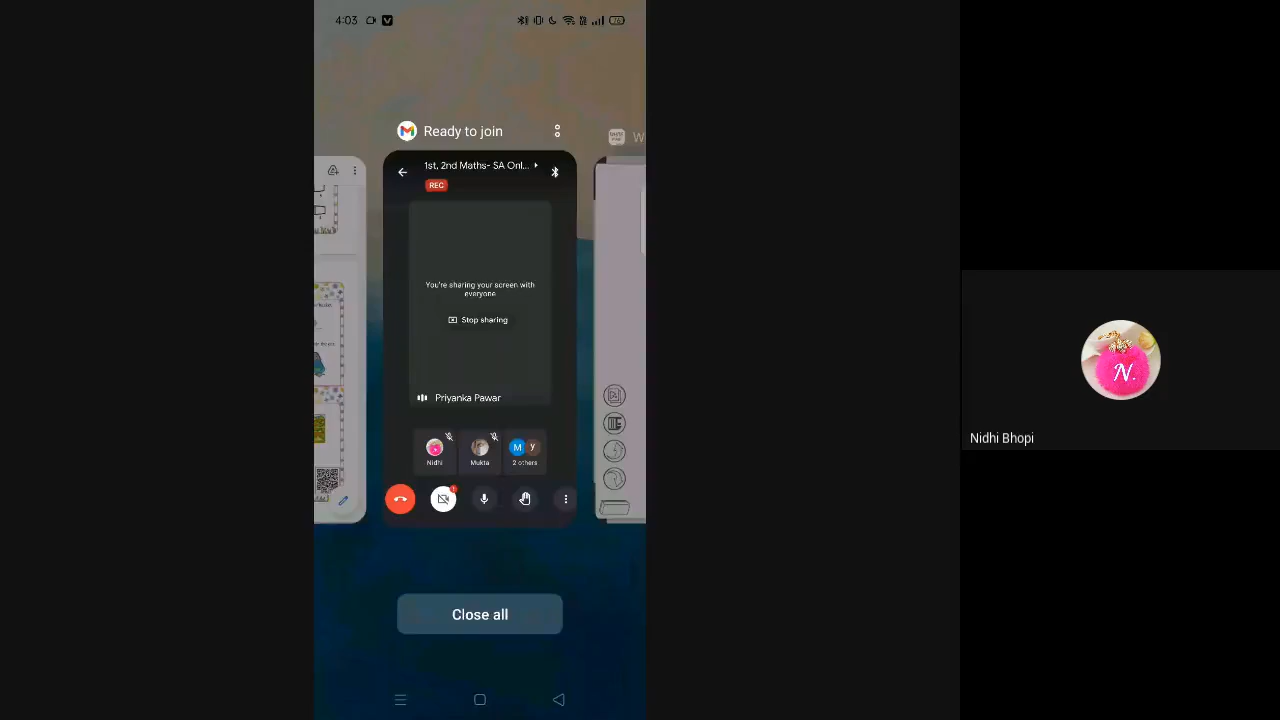 4:03
Ready to join
W
1st, 2nd Maths- SA Onl...
REC
You're sharing your screen with
everyone
Stop sharing
Priyanka Pawar
M y
Nidhi Mukta 2 others
Close all
N.
Nidhi Bhopi